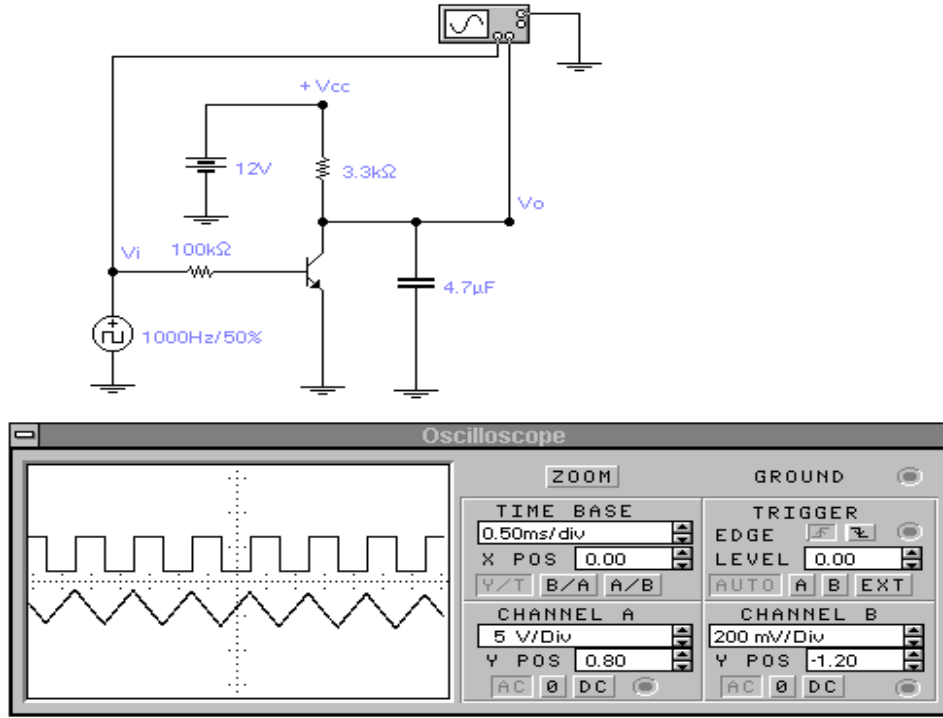 + Vcc
12V
3.3kΩ
Vo
Vi
100kΩ
4.7µF
1000Hz/50%
Oscilloscope
ZOOM
GROUND
TIME BASE
0.50ms/div
X POS 0.00
Y/T B/A A/B
TRIGGER
EDGE
LEVEL 0.00
AUTO A B EXT
CHANNEL A
5 V/Div
Y POS 0.80
AC 0 DC
CHANNEL B
200 mV/Div
Y POS -1.20
AC 0 DC